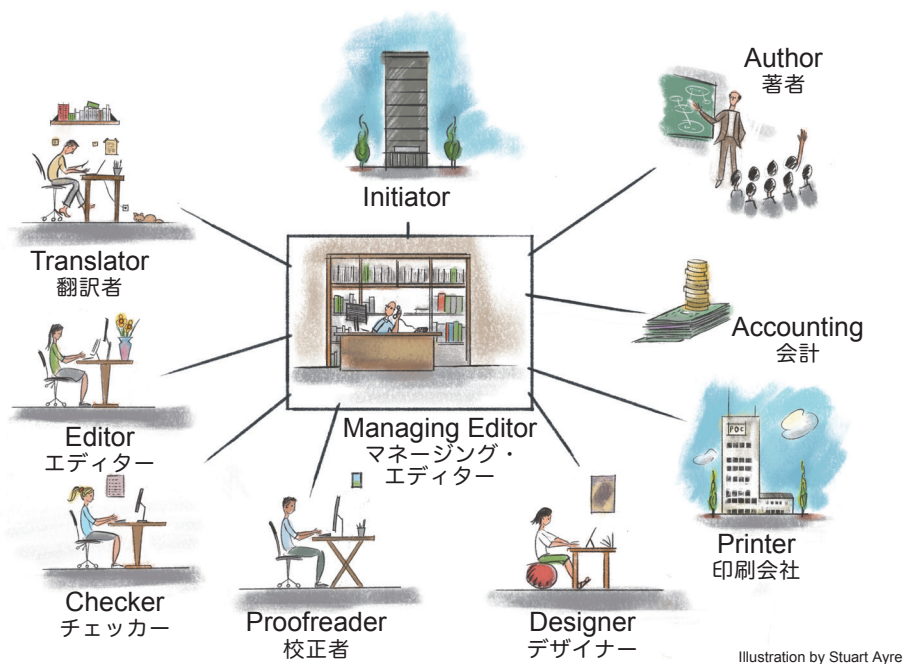 Author
著者
Initiator
Translator
翻訳者
Accounting
会計
Editor
エディター
Managing Editor
マネージング・
エディター
POC
Printer
印刷会社
Checker
チェッカー
Proofreader
校正者
Designer
デザイナー
Illustration by Stuart Ayre